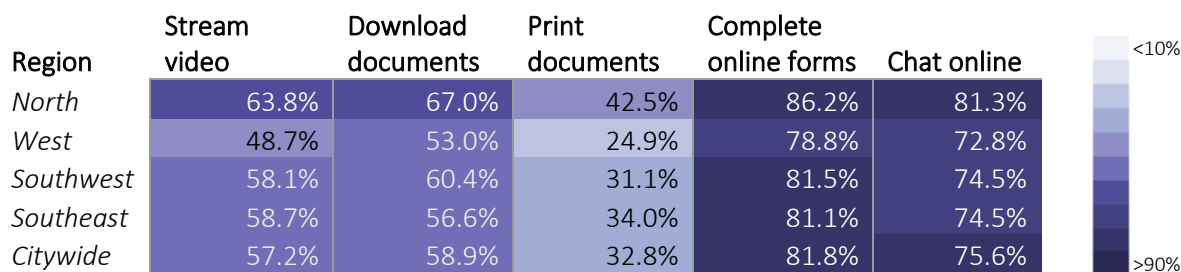 Region Stream video Download documents Print documents Complete online forms Chat online
North 63.8% 67.0% 42.5% 86.2% 81.3%
West 48.7% 53.0% 24.9% 78.8% 72.8%
Southwest 58.1% 60.4% 31.1% 81.5% 74.5%
Southeast 58.7% 56.6% 34.0% 81.1% 74.5%
Citywide 57.2% 58.9% 32.8% 81.8% 75.6%
<10%
>90%